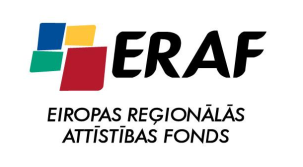 ERAF
EIROPAS REĢIONĀLĀS
ATTĪSTĪBAS FONDS